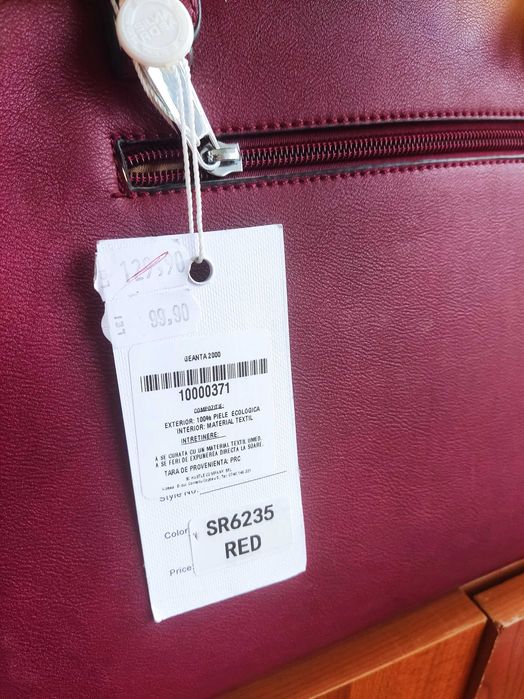 129,90
LEI
99,90
GEANTA 2000
10000371
COMPOZITIE:
EXTERIOR: 100% PIELE ECOLOGICA
INTERIOR: MATERIAL TEXTIL
INTRETINERE:
A SE CURATA CU UN MATERIAL TEXTIL UMED.
A SE FERI DE EXPUNEREA DIRECTA LA SOARE.
TARA DE PROVENIENTA: PRC
Style No:
Color
SR6235
RED
Price